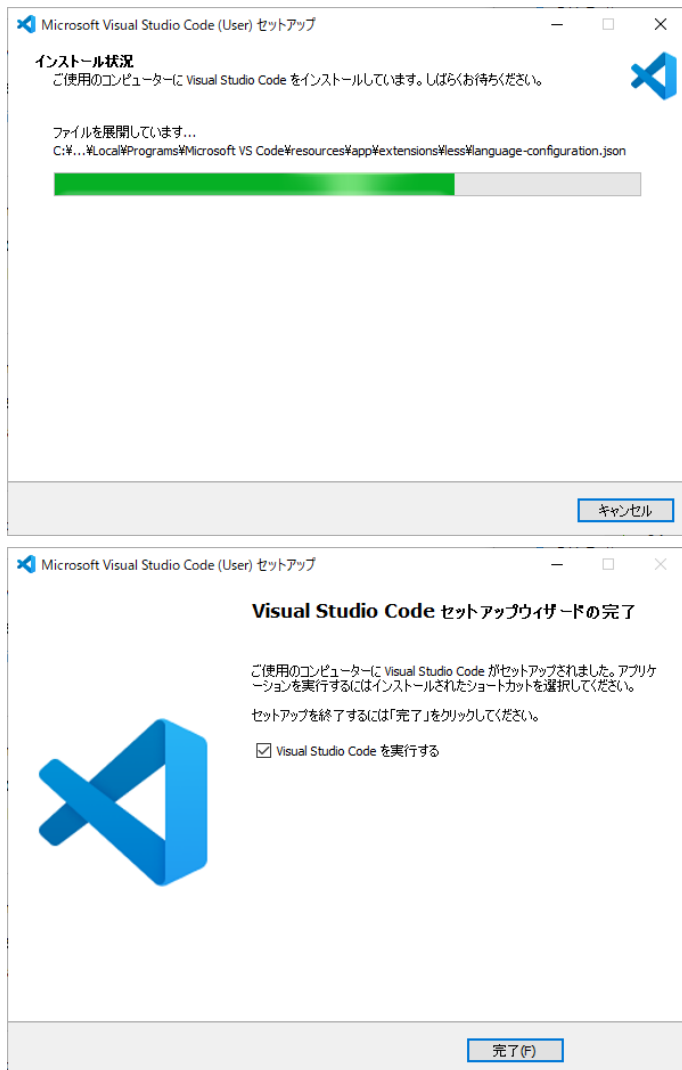 Microsoft Visual Studio Code (User) セットアップ
インストール状況
ご使用のコンピューターに Visual Studio Code をインストールしています。しばらくお待ちください。
ファイルを展開しています...
C:¥...¥Local¥Programs¥Microsoft VS Code¥resources¥app¥extensions¥less¥language-configuration.json
キャンセル
Microsoft Visual Studio Code (User) セットアップ
Visual Studio Code セットアップウィザードの完了
ご使用のコンピューターに Visual Studio Code がセットアップされました。アプリケ
ーションを実行するにはインストールされたショートカットを選択してください。
セットアップを終了するには「完了」をクリックしてください。
Visual Studio Code を実行する
完了(F)